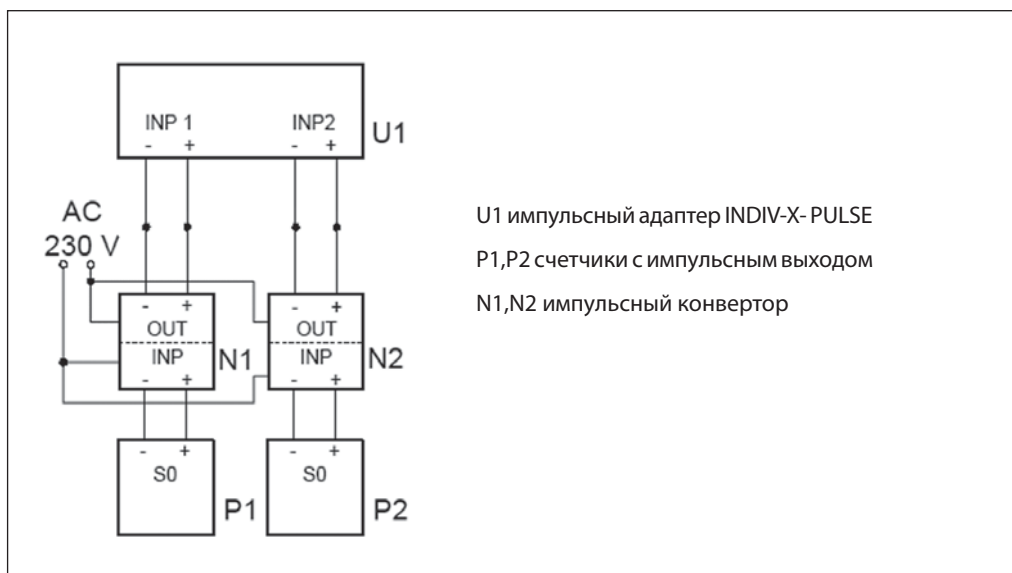 INP 1 INP2
- + - +
U1
AC
230 V
- + - +
OUT OUT
INP N1 INP N2
- + - +
- + - +
S0 S0
P1 P2
U1 импульсный адаптер INDIV-X- PULSE
P1,P2 счетчики с импульсным выходом
N1,N2 импульсный конвертор